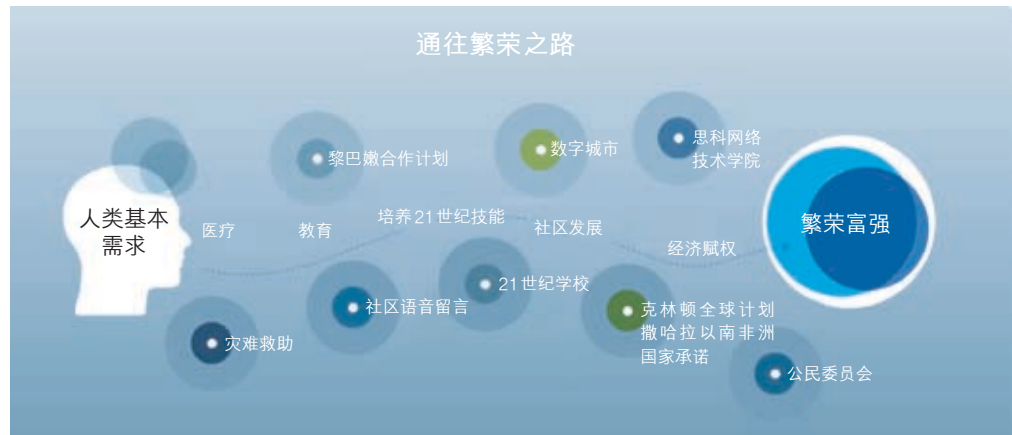 通往繁荣之路
人类基本
需求
医疗
教育
培养21世纪技能
社区发展
经济赋权
繁荣富强
黎巴嫩合作计划
数字城市
思科网络
技术学院
灾难救助
社区语音留言
21世纪学校
克林顿全球计划
撒哈拉以南非洲
国家承诺
公民委员会